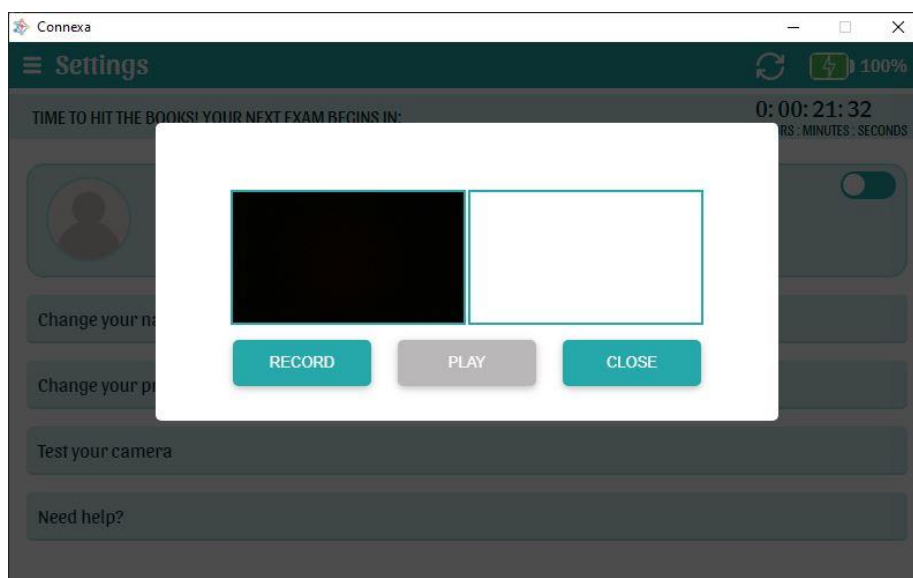 Connexa
Settings
100%
TIME TO HIT THE BOOKS! YOUR NEXT EXAM BEGINS IN:
0: 00: 21: 32
RS : MINUTES : SECONDS
Change your na
Change your pr
RECORD
PLAY
CLOSE
Test your camera
Need help?